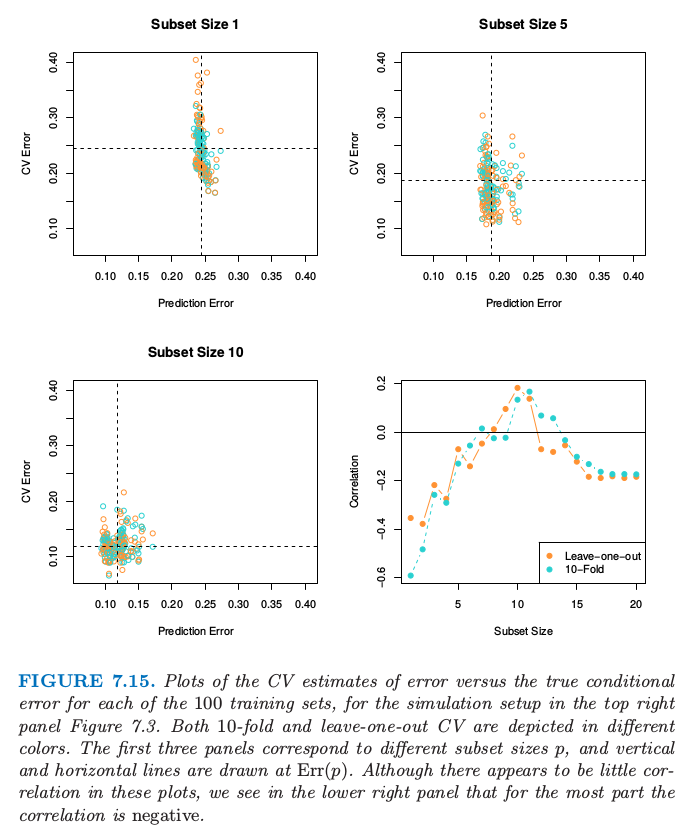 Subset Size 1
CV Error
0.40
0.30
0.20
0.10
0.10 0.15 0.20 0.25 0.30 0.35 0.40
Prediction Error
Subset Size 5
CV Error
0.40
0.30
0.20
0.10
0.10 0.15 0.20 0.25 0.30 0.35 0.40
Prediction Error
Subset Size 10
CV Error
0.40
0.30
0.20
0.10
0.10 0.15 0.20 0.25 0.30 0.35 0.40
Prediction Error
Correlation
0.2
0.0
−0.2
−0.4
−0.6
Leave−one−out
10−Fold
5 10 15 20
Subset Size
FIGURE 7.15. Plots of the CV estimates of error versus the true conditional
error for each of the 100 training sets, for the simulation setup in the top right
panel Figure 7.3. Both 10-fold and leave-one-out CV are depicted in different
colors. The first three panels correspond to different subset sizes p, and vertical
and horizontal lines are drawn at Err(p). Although there appears to be little cor-
relation in these plots, we see in the lower right panel that for the most part the
correlation is negative.